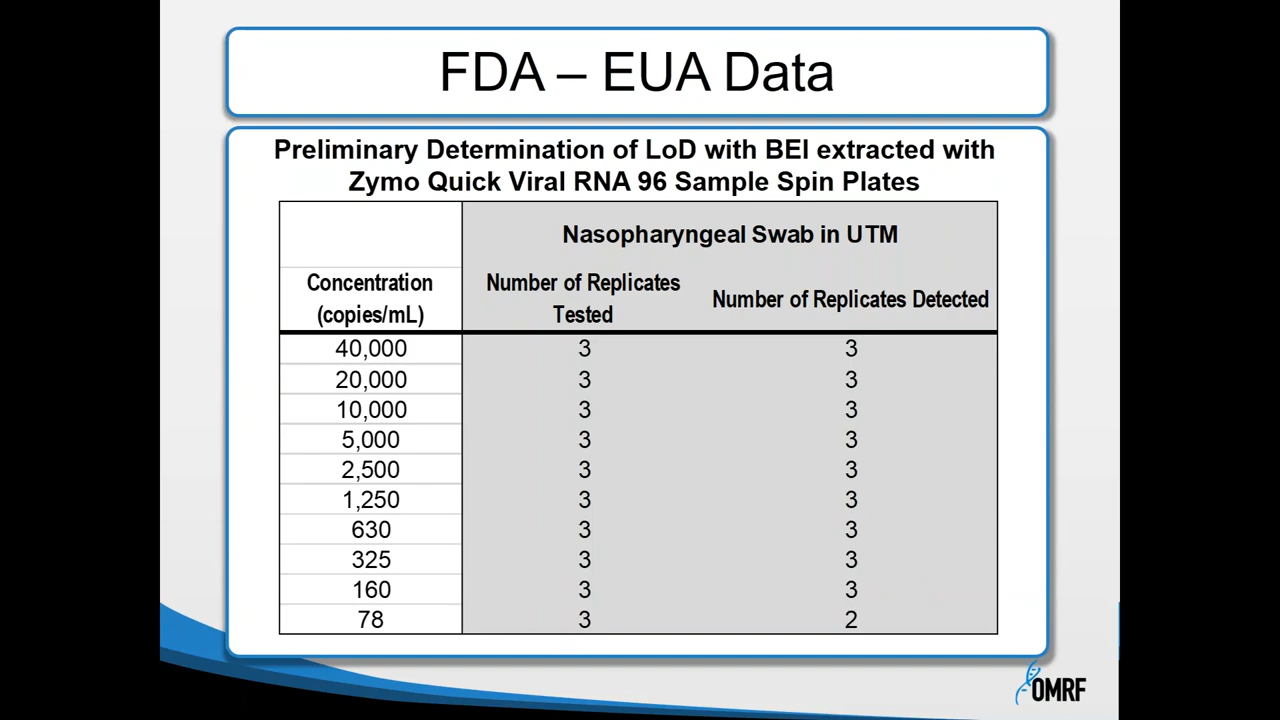 FDA – EUA Data
Preliminary Determination of LoD with BEI extracted with
Zymo Quick Viral RNA 96 Sample Spin Plates
Nasopharyngeal Swab in UTM
Concentration
(copies/mL)
Number of Replicates
Tested
Number of Replicates Detected
40,000 3 3
20,000 3 3
10,000 3 3
5,000 3 3
2,500 3 3
1,250 3 3
630 3 3
325 3 3
160 3 3
78 3 2
OMRF